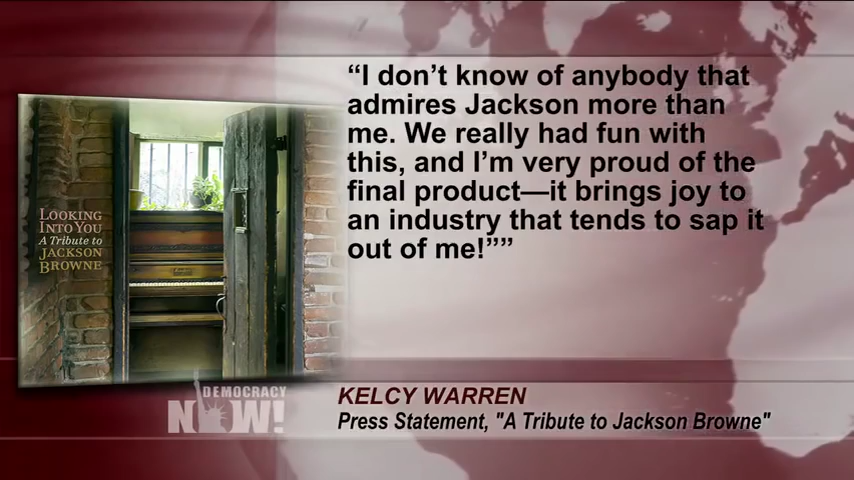 “I don’t know of anybody that
admires Jackson more than
me. We really had fun with
this, and I’m very proud of the
final product—it brings joy to
an industry that tends to sap it
out of me!””
LOOKING
INTO YOU
A Tribute to
JACKSON
BROWNE
KELCY WARREN
Press Statement, "A Tribute to Jackson Browne"
DEMOCRACY
NOW!